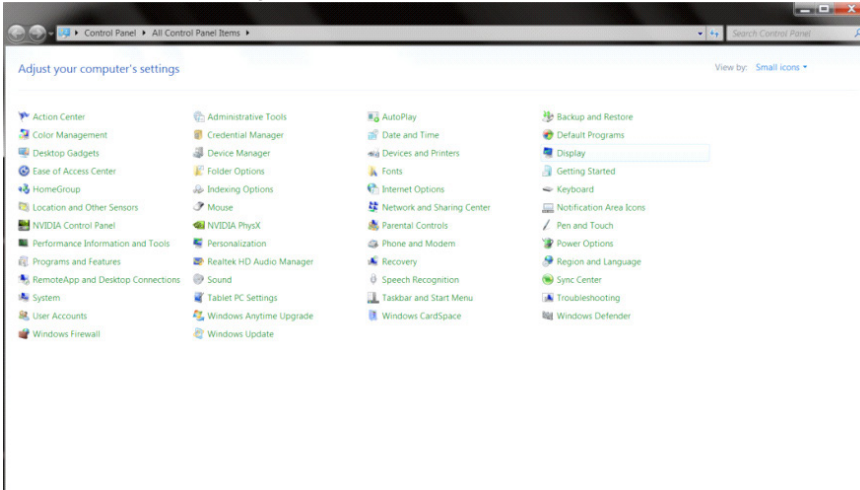 Control Panel All Control Panel Items Search Control Panel
Adjust your computer's settings View by: Small icons
Action Center Administrative Tools AutoPlay Backup and Restore
Color Management Credential Manager Date and Time Default Programs
Desktop Gadgets Device Manager Devices and Printers Display
Ease of Access Center Folder Options Fonts Getting Started
HomeGroup Indexing Options Internet Options Keyboard
Location and Other Sensors Mouse Network and Sharing Center Notification Area Icons
NVIDIA Control Panel NVIDIA PhysX Parental Controls Pen and Touch
Performance Information and Tools Personalization Phone and Modem Power Options
Programs and Features Realtek HD Audio Manager Recovery Region and Language
RemoteApp and Desktop Connections Sound Speech Recognition Sync Center
System Tablet PC Settings Taskbar and Start Menu Troubleshooting
User Accounts Windows Anytime Upgrade Windows CardSpace Windows Defender
Windows Firewall Windows Update